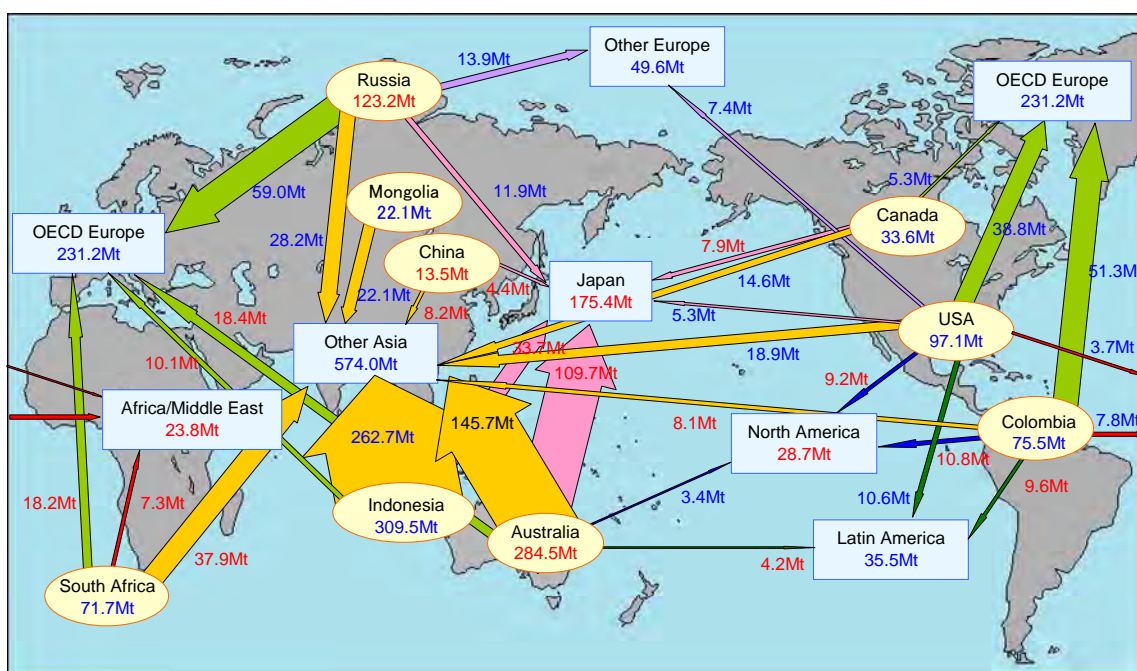 Other Europe
49.6Mt
13.9Mt
Russia
123.2Mt
OECD Europe
231.2Mt
7.4Mt
59.0Mt
Mongolia
22.1Mt
11.9Mt
5.3Mt
Canada
33.6Mt
OECD Europe
231.2Mt
28.2Mt
China
13.5Mt
7.9Mt
38.8Mt
51.3Mt
Japan
175.4Mt
14.6Mt
22.1Mt
4.4Mt
8.2Mt
5.3Mt
USA
97.1Mt
18.4Mt
Other Asia
574.0Mt
33.7Mt
18.9Mt
3.7Mt
10.1Mt
109.7Mt
9.2Mt
Africa/Middle East
23.8Mt
262.7Mt
145.7Mt
8.1Mt
North America
28.7Mt
Colombia
75.5Mt
7.8Mt
10.8Mt
18.2Mt
7.3Mt
Indonesia
309.5Mt
3.4Mt
10.6Mt
9.6Mt
37.9Mt
Australia
284.5Mt
4.2Mt
Latin America
35.5Mt
South Africa
71.7Mt